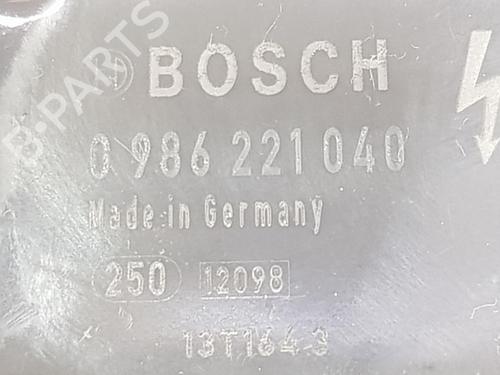 B-PARTS
BOSCH
0 986 221 040
Made in Germany
250 12098
13T164 3